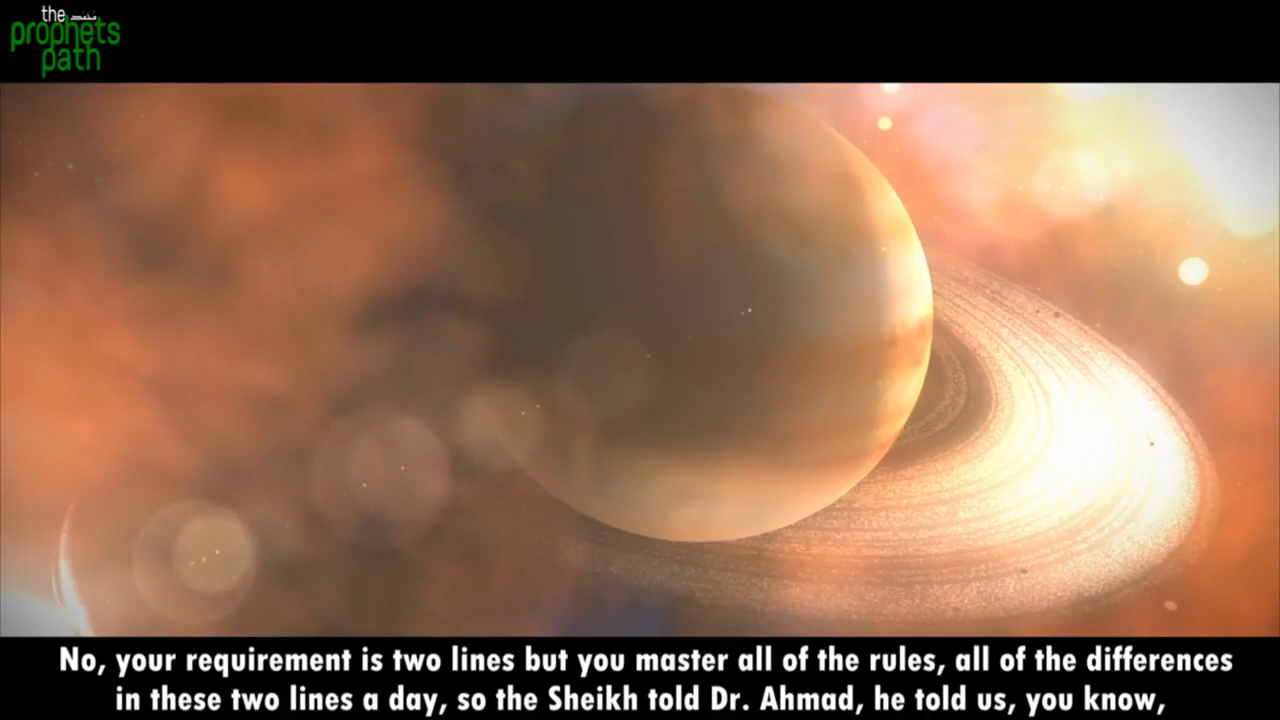 the محمد
prophets
path
No, your requirement is two lines but you master all of the rules, all of the differences
in these two lines a day, so the Sheikh told Dr. Ahmad, he told us, you know,